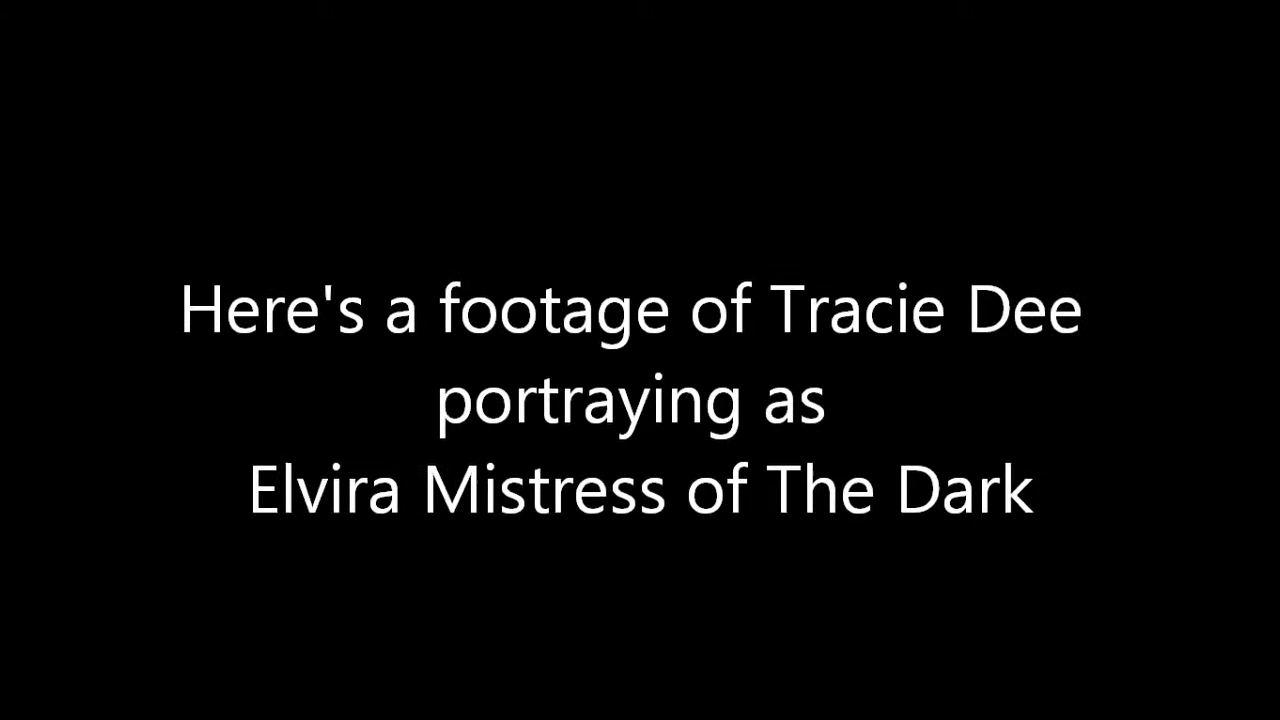 Here's a footage of Tracie Dee
portraying as
Elvira Mistress of The Dark